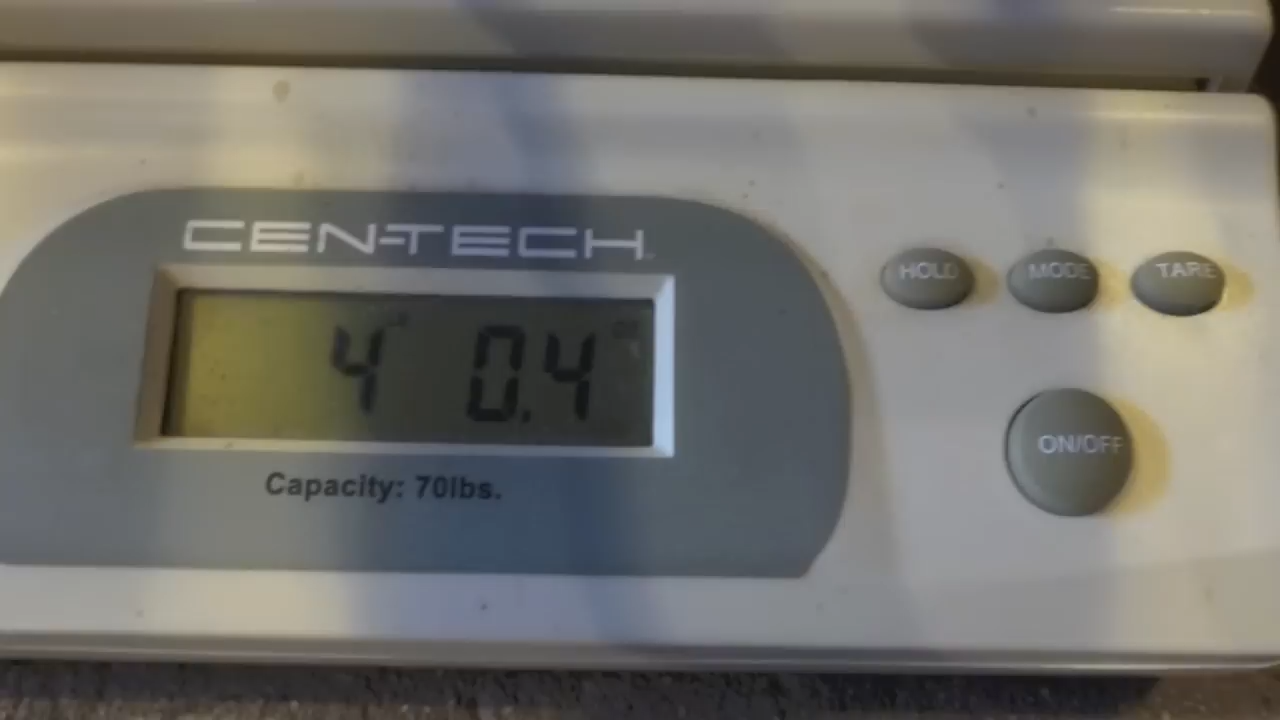 CEN-TECH
HOLD
MODE
TARE
4 0.4
ON/OFF
Capacity: 70lbs.